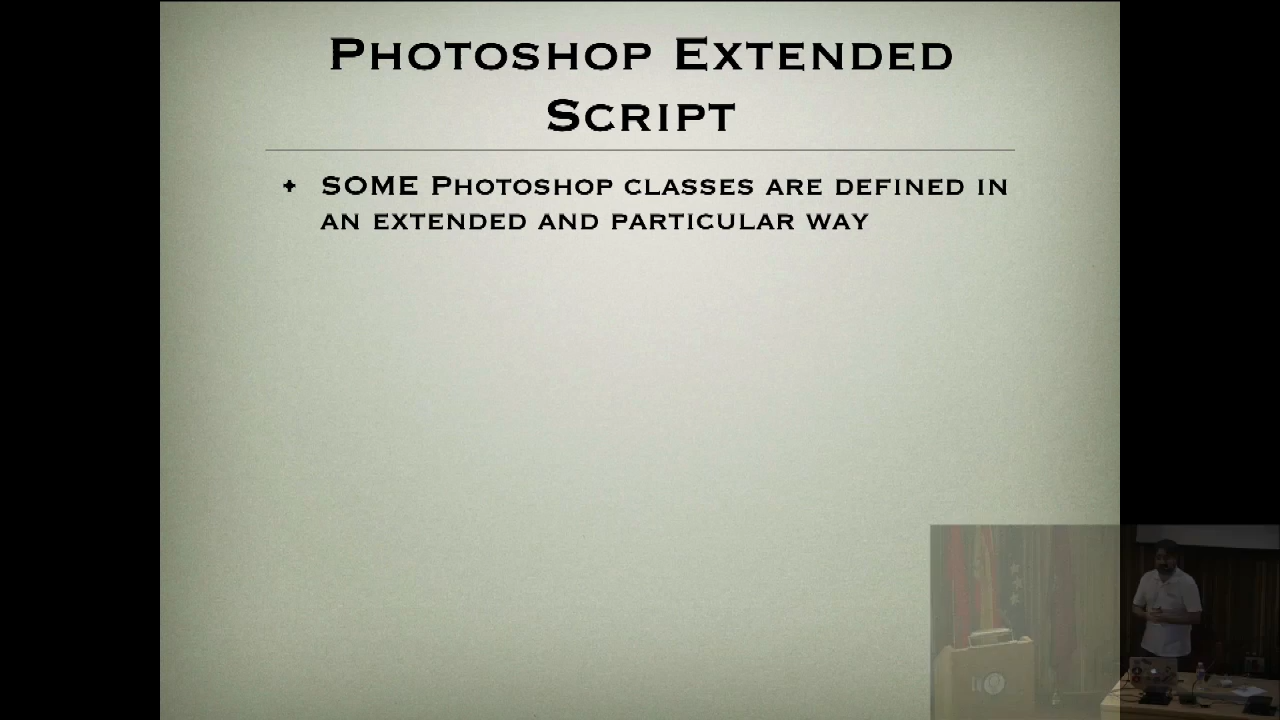 Photoshop Extended
Script
+ SOME Photoshop classes are defined in
an extended and particular way